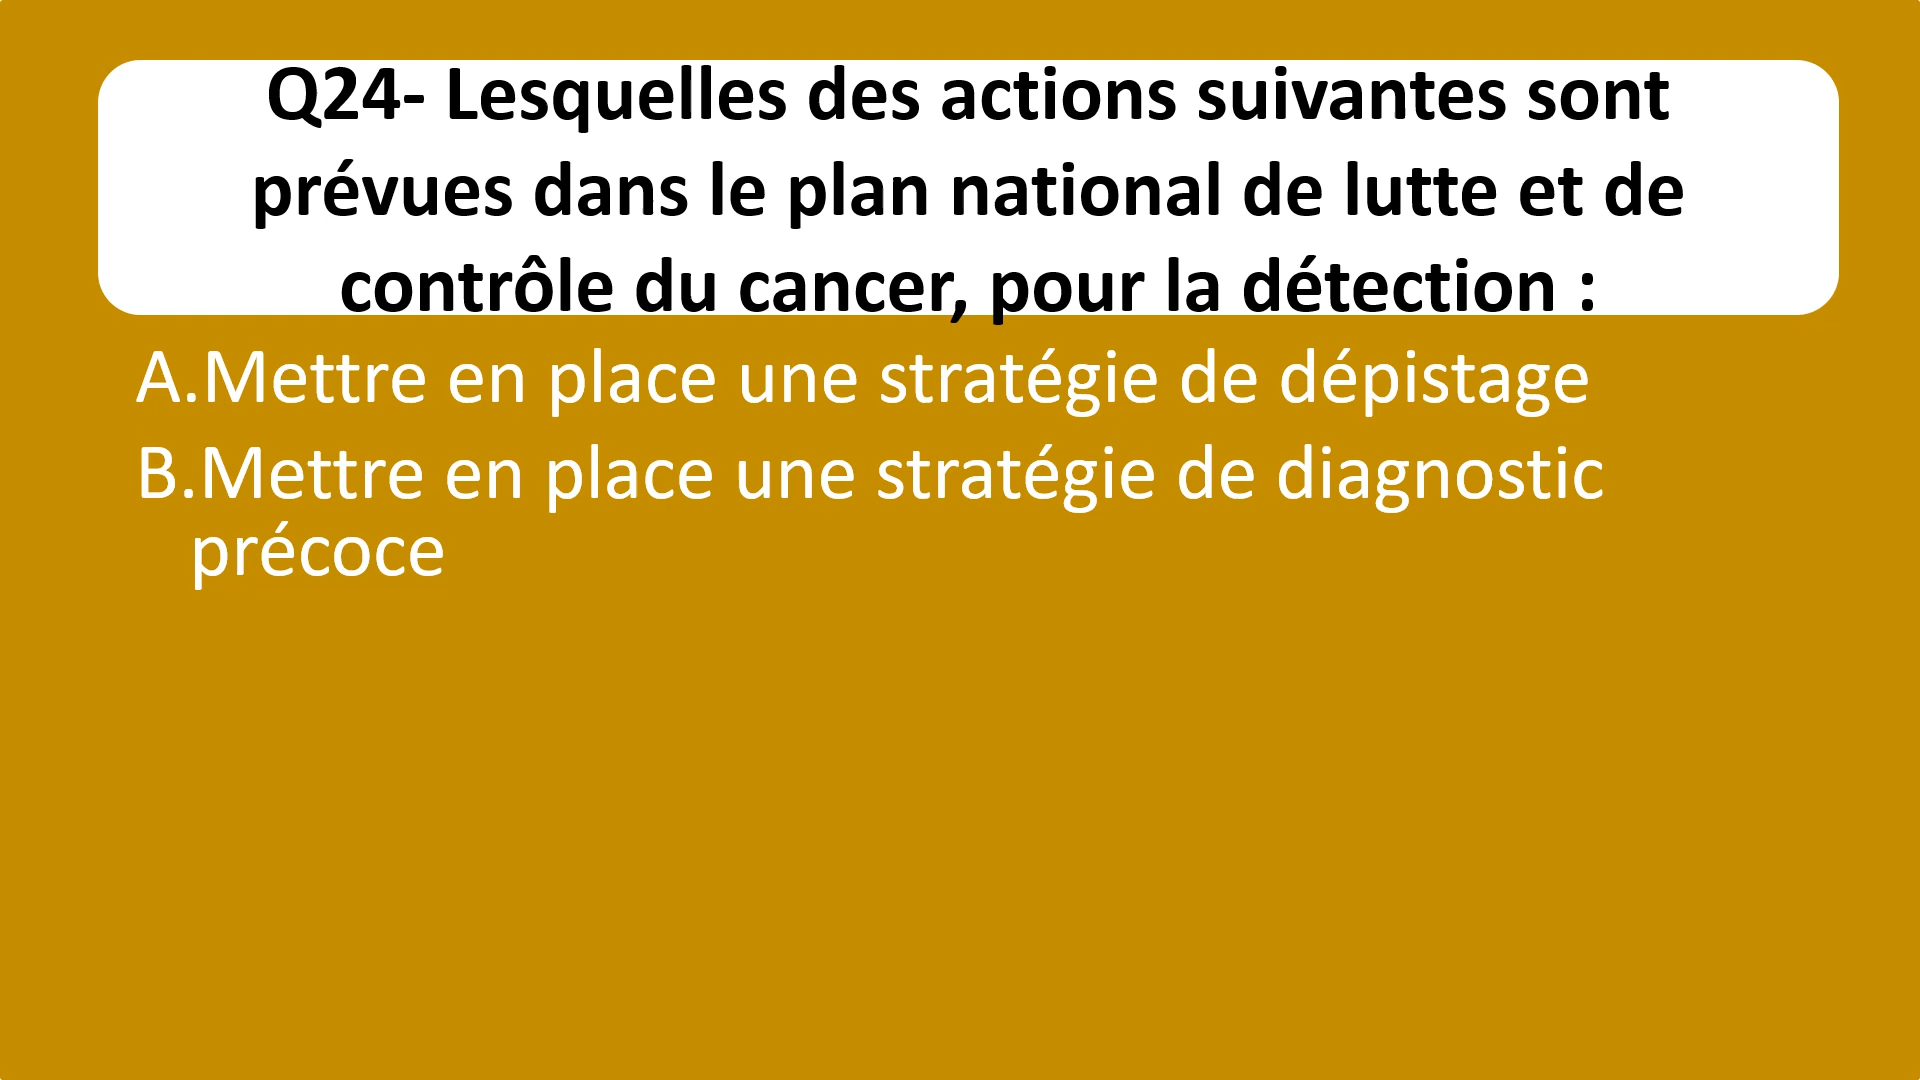 Q24- Lesquelles des actions suivantes sont
prévues dans le plan national de lutte et de
contrôle du cancer, pour la détection :
A.Mettre en place une stratégie de dépistage
B.Mettre en place une stratégie de diagnostic
précoce